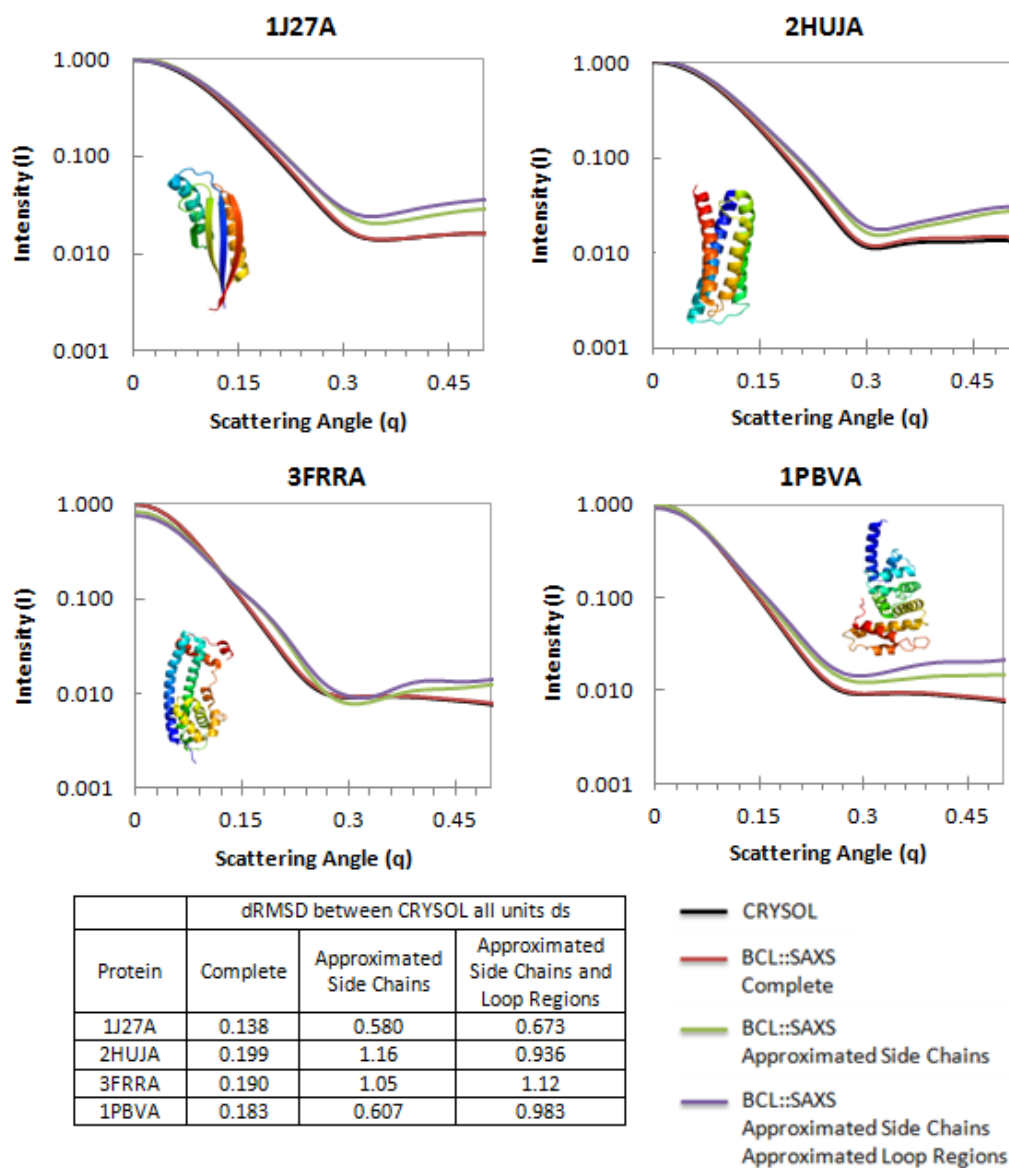 1J27A
1.000
0.100
0.010
0.001
Intensity (I)
0 0.15 0.3 0.45
Scattering Angle (q)
2HUJA
1.000
0.100
0.010
0.001
Intensity (I)
0 0.15 0.3 0.45
Scattering Angle (q)
3FRRA
1.000
0.100
0.010
0.001
Intensity (I)
0 0.15 0.3 0.45
Scattering Angle (q)
1PBVA
1.000
0.100
0.010
0.001
Intensity (I)
0 0.15 0.3 0.45
Scattering Angle (q)
dRMSD between CRYSOL all units ds
Protein Complete Approximated Side Chains Approximated Side Chains and Loop Regions
1J27A 0.138 0.580 0.673
2HUJA 0.199 1.16 0.936
3FRRA 0.190 1.05 1.12
1PBVA 0.183 0.607 0.983
CRYSOL
BCL::SAXS
Complete
BCL::SAXS
Approximated Side Chains
BCL::SAXS
Approximated Side Chains
Approximated Loop Regions